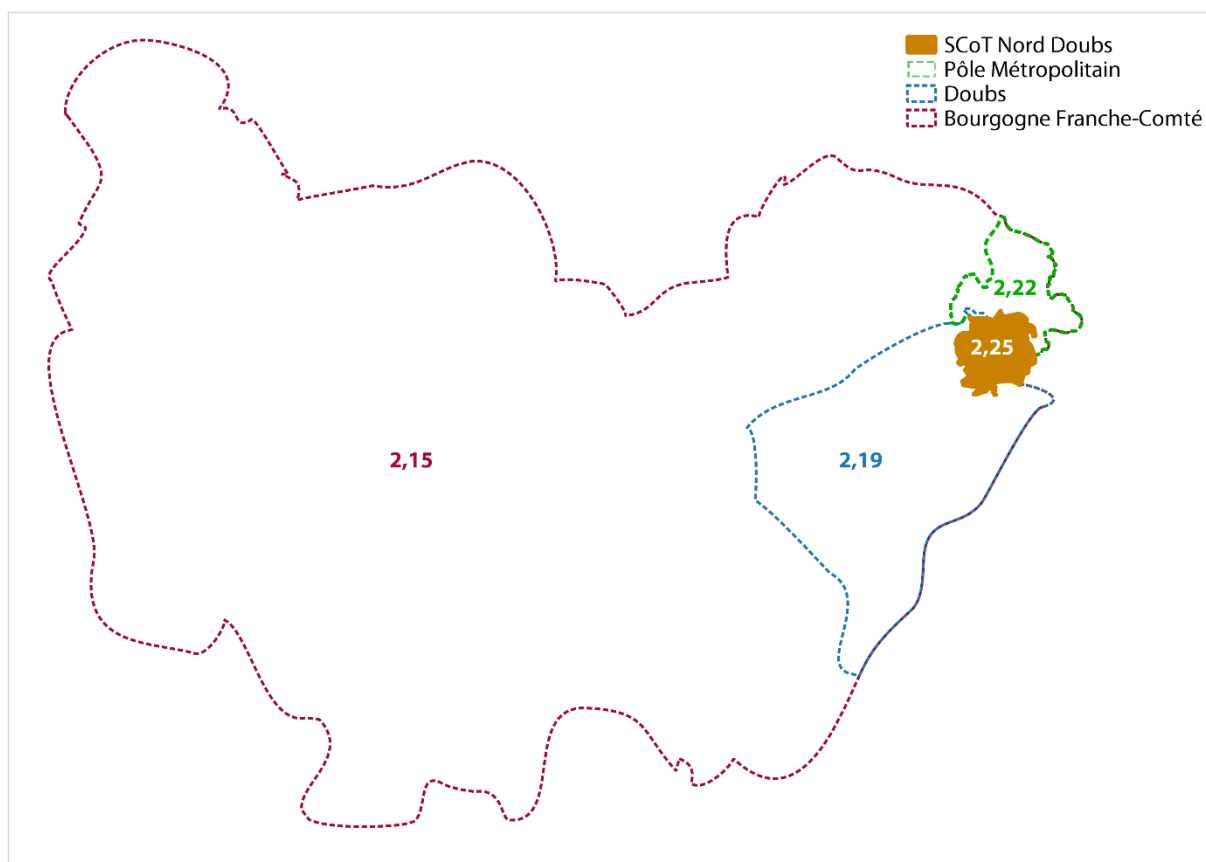 SCoT Nord Doubs
Pôle Métropolitain
Doubs
Bourgogne Franche-Comté
2,22
2,25
2,15
2,19